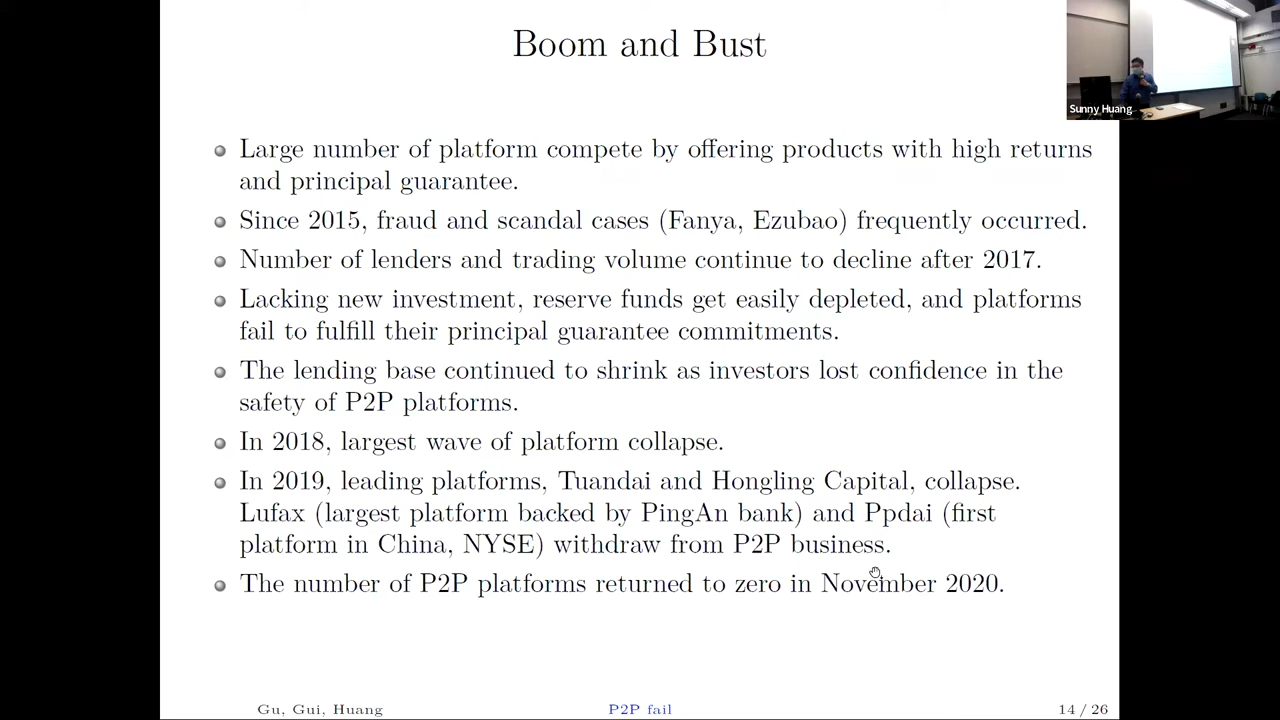 Boom and Bust
Sunny Huang
Large number of platform compete by offering products with high returns
and principal guarantee.
Since 2015, fraud and scandal cases (Fanya, Ezubao) frequently occurred.
Number of lenders and trading volume continue to decline after 2017.
Lacking new investment, reserve funds get easily depleted, and platforms
fail to fulfill their principal guarantee commitments.
The lending base continued to shrink as investors lost confidence in the
safety of P2P platforms.
In 2018, largest wave of platform collapse.
In 2019, leading platforms, Tuandai and Hongling Capital, collapse.
Lufax (largest platform backed by PingAn bank) and Ppdai (first
platform in China, NYSE) withdraw from P2P business.
The number of P2P platforms returned to zero in November 2020.
Gu, Gui, Huang
P2P fail
14 / 26